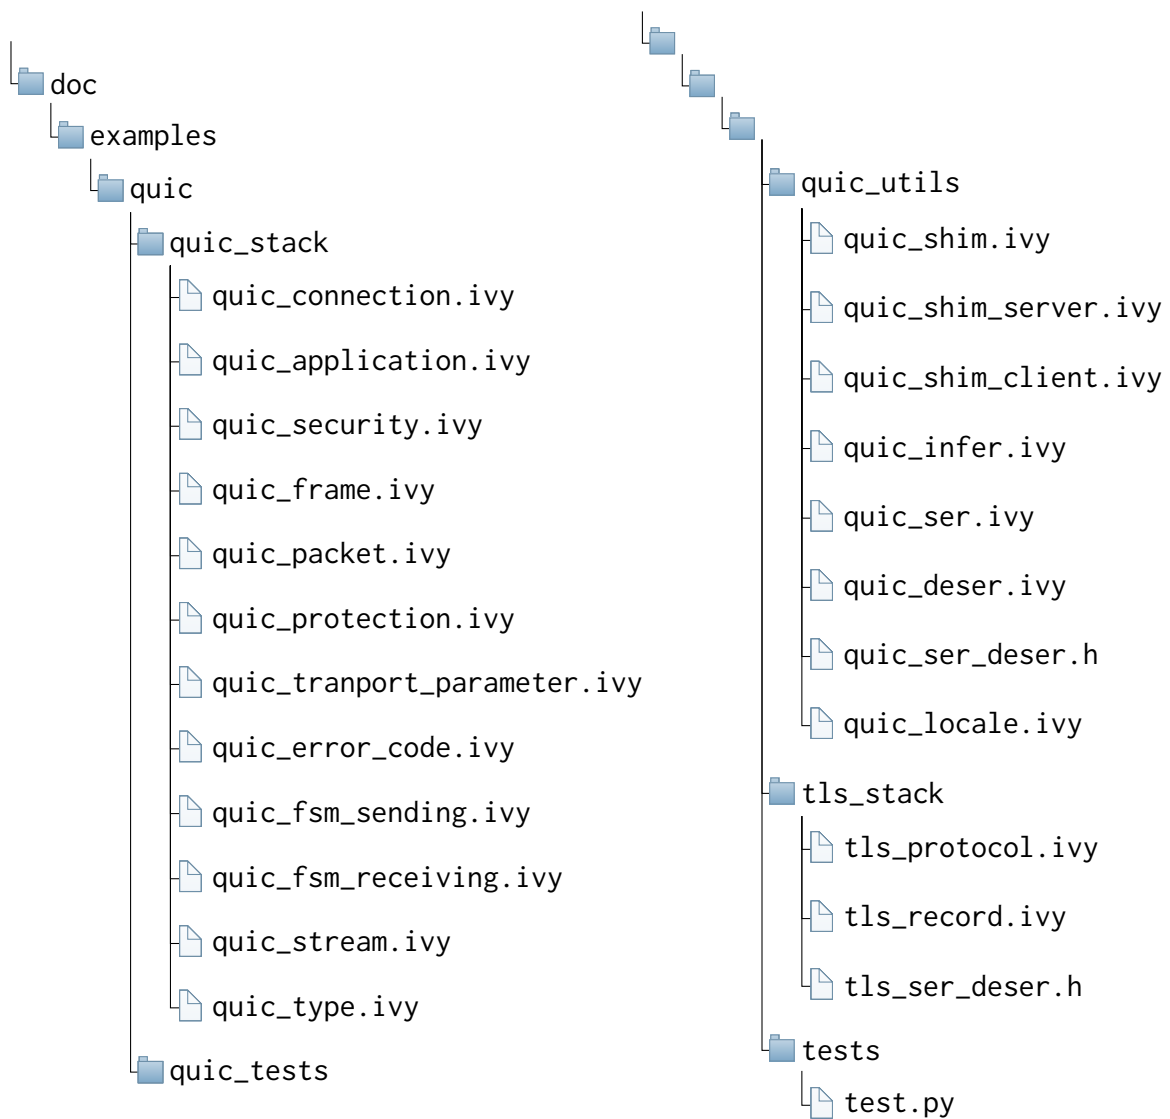 doc
examples
quic
quic_stack
quic_connection.ivy
quic_application.ivy
quic_security.ivy
quic_frame.ivy
quic_packet.ivy
quic_protection.ivy
quic_tranport_parameter.ivy
quic_error_code.ivy
quic_fsm_sending.ivy
quic_fsm_receiving.ivy
quic_stream.ivy
quic_type.ivy
quic_tests
quic_utils
quic_shim.ivy
quic_shim_server.ivy
quic_shim_client.ivy
quic_infer.ivy
quic_ser.ivy
quic_deser.ivy
quic_ser_deser.h
quic_locale.ivy
tls_stack
tls_protocol.ivy
tls_record.ivy
tls_ser_deser.h
tests
test.py